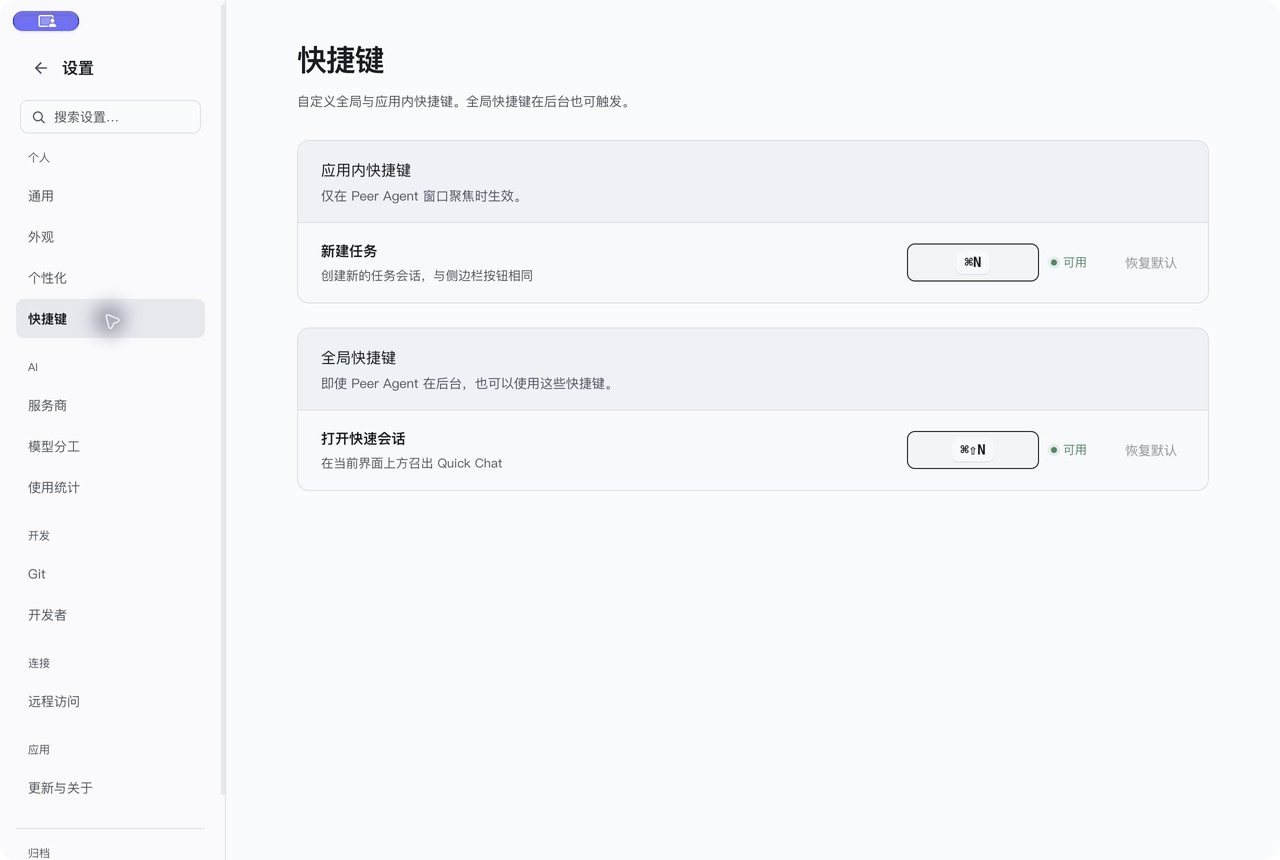 设置
搜索设置...
个人
通用
外观
个性化
快捷键
AI
服务商
模型分工
使用统计
开发
Git
开发者
连接
远程访问
应用
更新与关于
归档
快捷键
自定义全局与应用内快捷键。全局快捷键在后台也可触发。
应用内快捷键
仅在 Peer Agent 窗口聚焦时生效。
新建任务
创建新的任务会话，与侧边栏按钮相同
⌘N
可用
恢复默认
全局快捷键
即使 Peer Agent 在后台，也可以使用这些快捷键。
打开快速会话
在当前界面上方召出 Quick Chat
⌘⇧N
可用
恢复默认